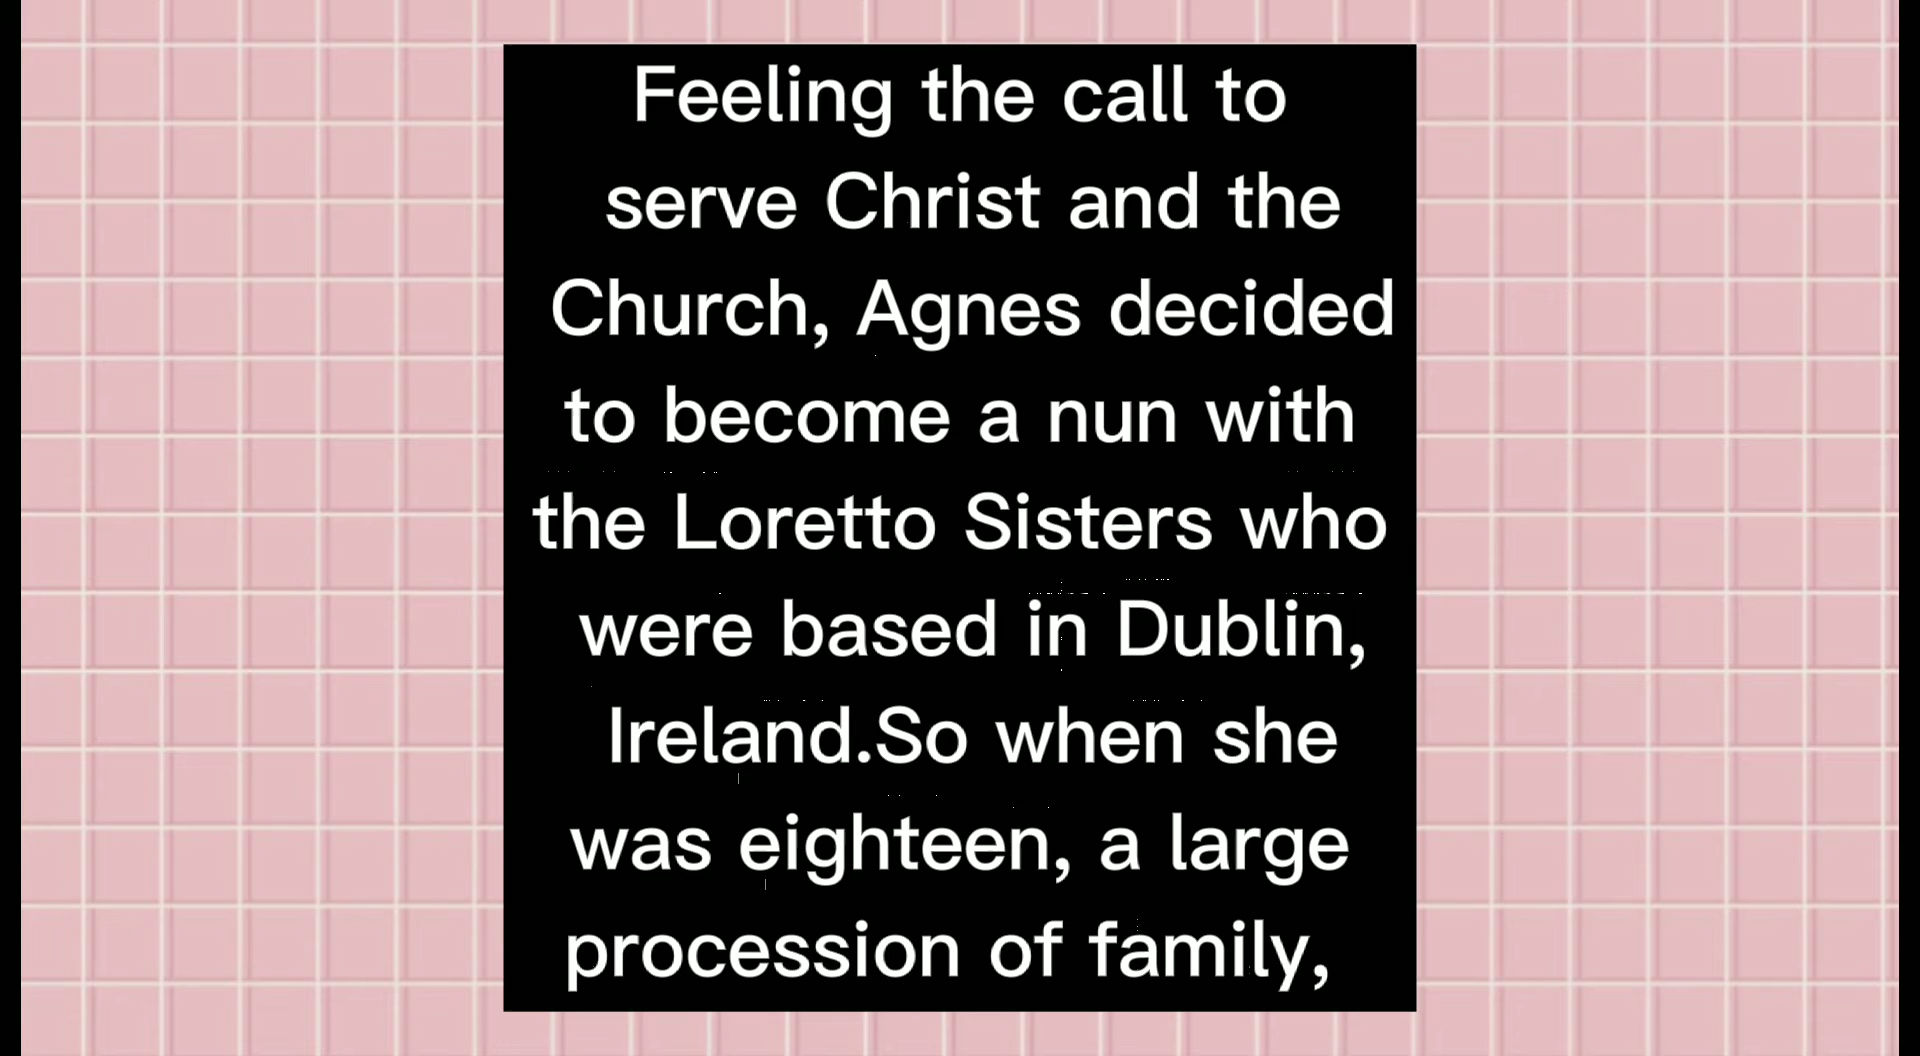 Feeling the call to
serve Christ and the
Church, Agnes decided
to become a nun with
the Loretto Sisters who
were based in Dublin,
Ireland.So when she
was eighteen, a large
procession of family,